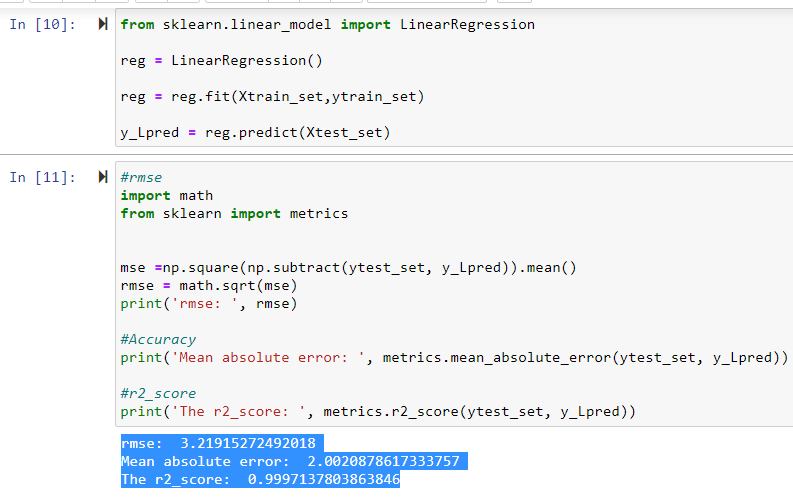 In [10]:
from sklearn.linear_model import LinearRegression
reg = LinearRegression()
reg = reg.fit(Xtrain_set,ytrain_set)
y_Lpred = reg.predict(Xtest_set)
In [11]:
#rmse
import math
from sklearn import metrics
mse =np.square(np.subtract(ytest_set, y_Lpred)).mean()
rmse = math.sqrt(mse)
print('rmse: ', rmse)
#Accuracy
print('Mean absolute error: ', metrics.mean_absolute_error(ytest_set, y_Lpred))
#r2_score
print('The r2_score: ', metrics.r2_score(ytest_set, y_Lpred))
rmse:  3.21915272492018
Mean absolute error:  2.0020878617333757
The r2_score:  0.9997137803863846